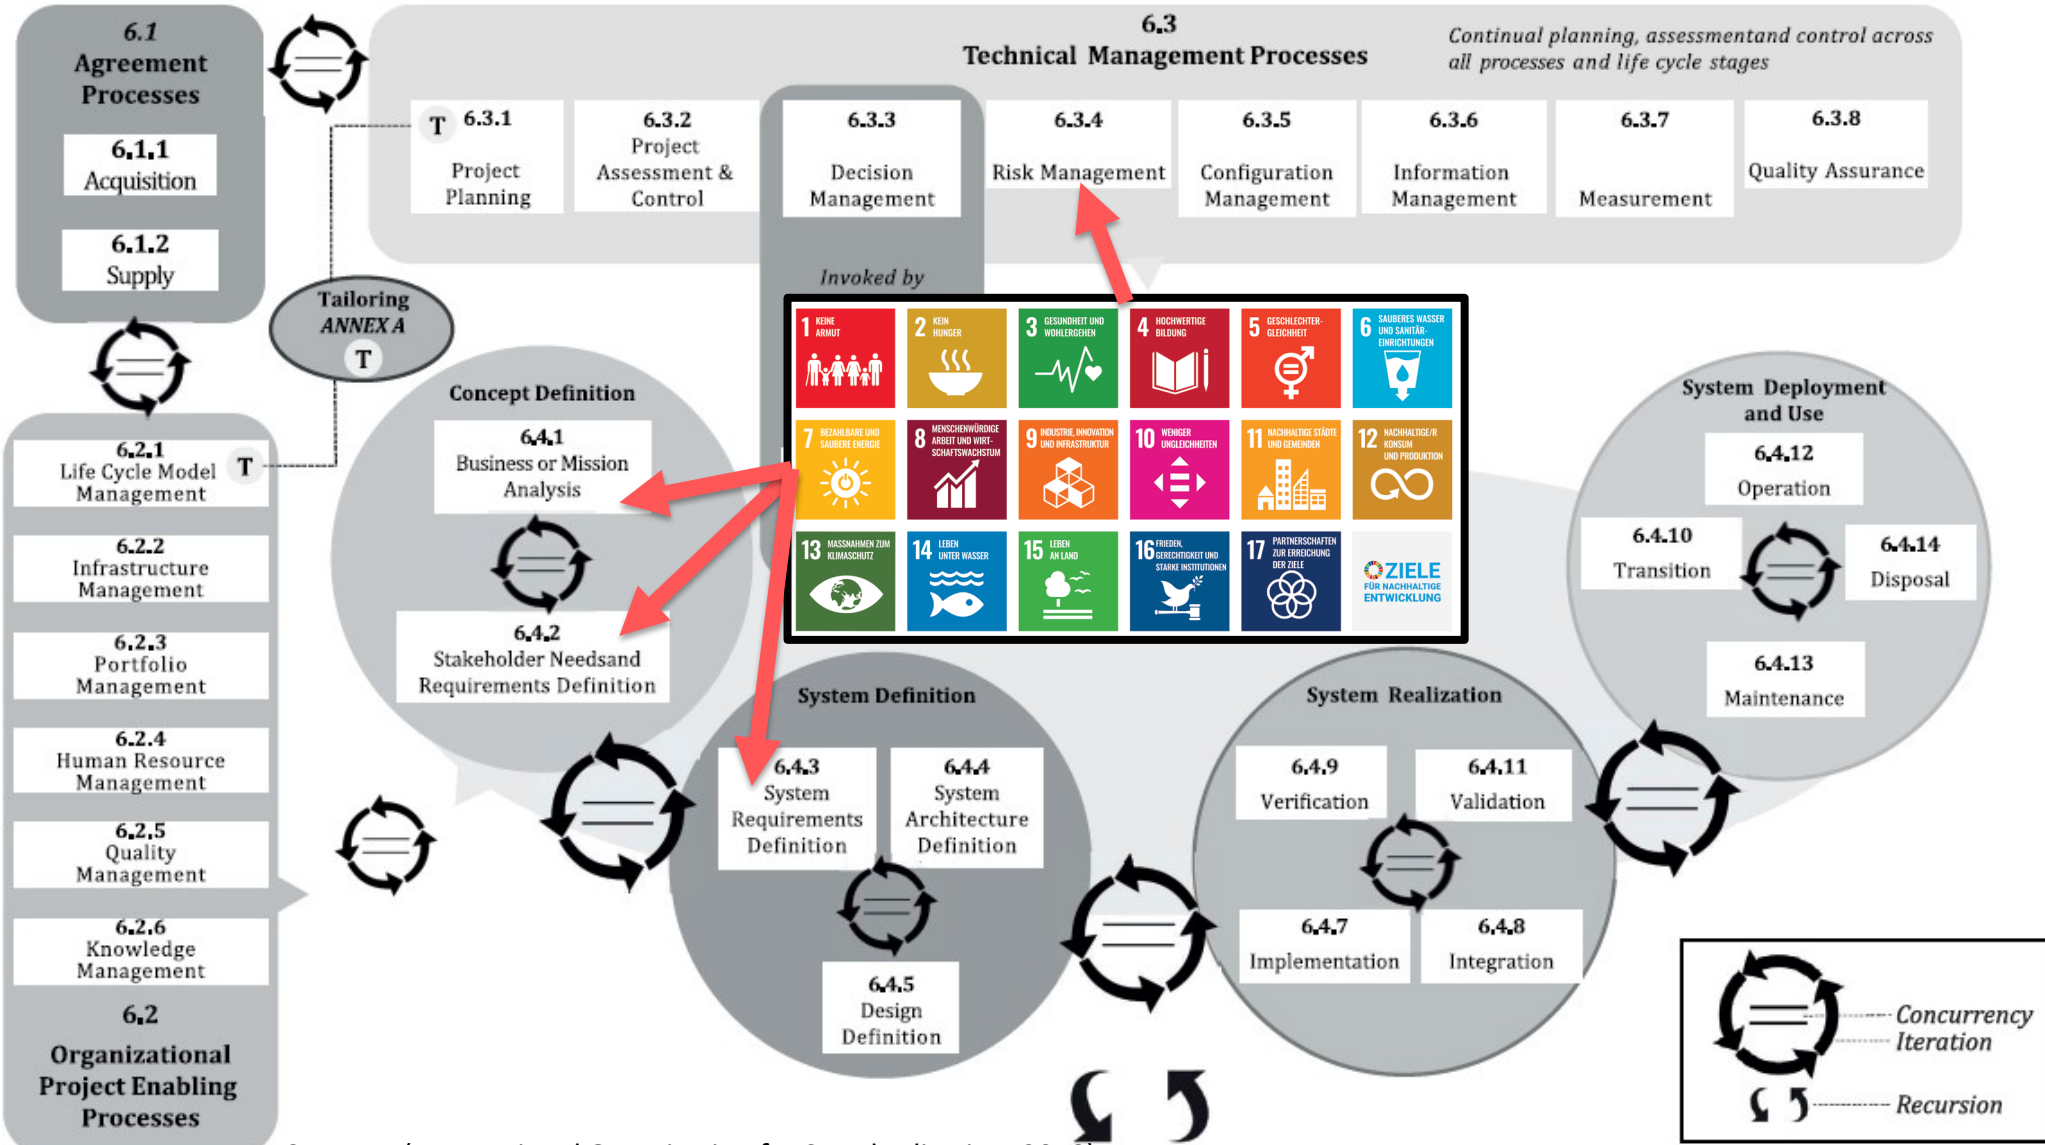 6.1
Agreement
Processes
6.1.1
Acquisition
6.1.2
Supply
6.3
Technical Management Processes
Continual planning, assessmentand control across
all processes and life cycle stages
T
6.3.1
Project
Planning
6.3.2
Project
Assessment &
Control
6.3.3
Decision
Management
6.3.4
Risk Management
6.3.5
Configuration
Management
6.3.6
Information
Management
6.3.7
Measurement
6.3.8
Quality Assurance
Invoked by
Tailoring
ANNEX A
T
6.2.1
Life Cycle Model
Management
T
6.2.2
Infrastructure
Management
6.2.3
Portfolio
Management
6.2.4
Human Resource
Management
6.2.5
Quality
Management
6.2.6
Knowledge
Management
6.2
Organizational
Project Enabling
Processes
Concept Definition
6.4.1
Business or Mission
Analysis
6.4.2
Stakeholder Needsand
Requirements Definition
1 KEINE
ARMUT
2 KEIN
HUNGER
3 GESUNDHEIT UND
WOHLERGEHEN
4 HOCHWERTIGE
BILDUNG
5 GESCHLECHTER-
GLEICHHEIT
6 SAUBERES WASSER
UND SANITÄR-
EINRICHTUNGEN
7 BEZAHLBARE UND
SAUBERE ENERGIE
8 MENSCHENWÜRDIGE
ARBEIT UND WIRT-
SCHAFTSWACHSTUM
9 INDUSTRIE, INNOVATION
UND INFRASTRUKTUR
10 WENIGER
UNGLEICHHEITEN
11 NACHHALTIGE STÄDTE
UND GEMEINDEN
12 NACHHALTIGE/R
KONSUM
UND PRODUKTION
13 MASSNAHMEN ZUM
KLIMASCHUTZ
14 LEBEN
UNTER WASSER
15 LEBEN
AN LAND
16 FRIEDEN,
GERECHTIGKEIT UND
STARKE INSTITUTIONEN
17 PARTNERSCHAFTEN
ZUR ERREICHUNG
DER ZIELE
ZIELE
FÜR NACHHALTIGE
ENTWICKLUNG
System Definition
6.4.3
System
Requirements
Definition
6.4.4
System
Architecture
Definition
6.4.5
Design
Definition
System Realization
6.4.9
Verification
6.4.11
Validation
6.4.7
Implementation
6.4.8
Integration
System Deployment
and Use
6.4.12
Operation
6.4.10
Transition
6.4.14
Disposal
6.4.13
Maintenance
Concurrency
Iteration
Recursion